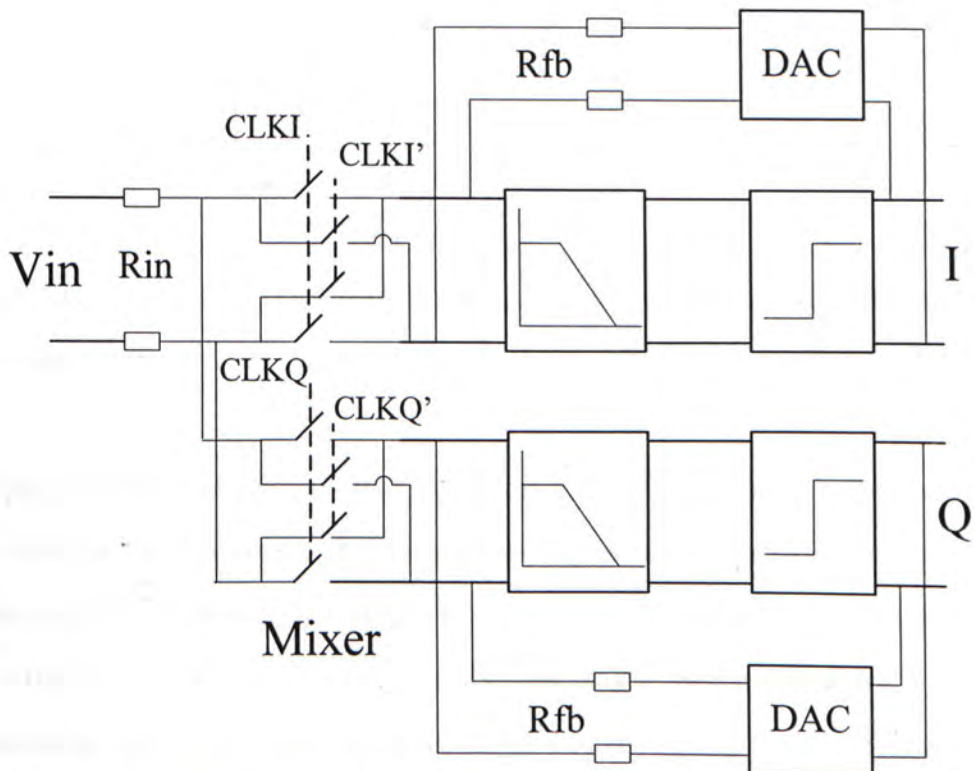 Rfb
DAC
CLKI
CLKI'
Vin
Rin
I
CLKQ
CLKQ'
Q
Mixer
Rfb
DAC